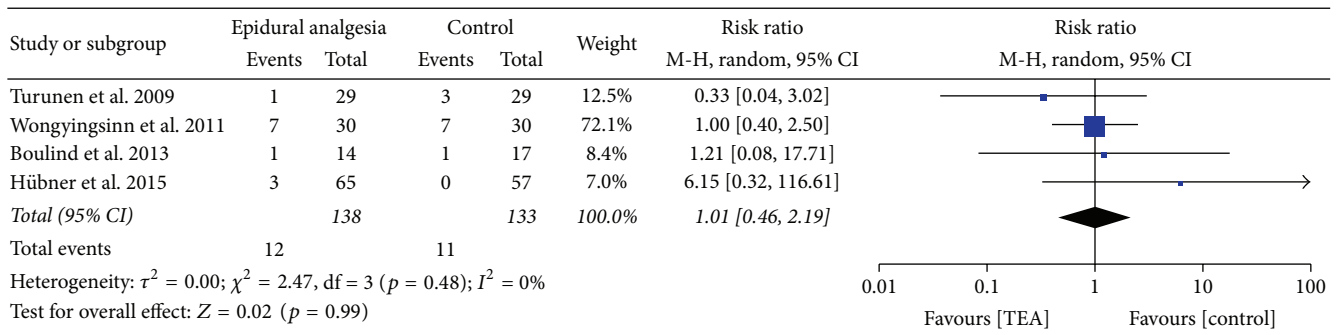 Study or subgroup Epidural analgesia Control Weight Risk ratio Risk ratio
Events Total Events Total M-H, random, 95% CI M-H, random, 95% CI
Turunen et al. 2009 1 29 3 29 12.5% 0.33 [0.04, 3.02]
Wongyingsinn et al. 2011 7 30 7 30 72.1% 1.00 [0.40, 2.50]
Boulind et al. 2013 1 14 1 17 8.4% 1.21 [0.08, 17.71]
Hübner et al. 2015 3 65 0 57 7.0% 6.15 [0.32, 116.61]
Total (95% CI) 138 133 100.0% 1.01 [0.46, 2.19]
Total events 12 11
Heterogeneity: τ² = 0.00; χ² = 2.47, df = 3 (p = 0.48); I² = 0%
Test for overall effect: Z = 0.02 (p = 0.99)
0.01 0.1 1 10 100
Favours [TEA] Favours [control]